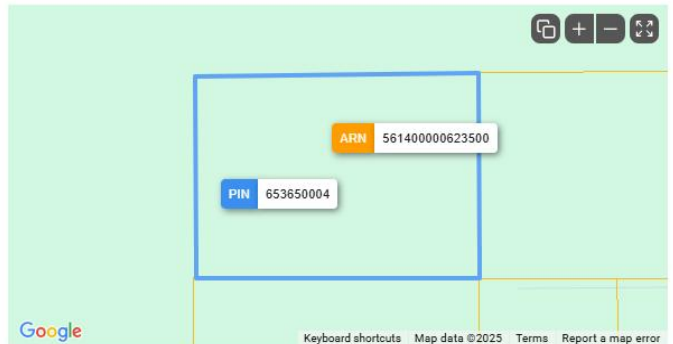 ARN 561400000623500
PIN 653650004
Google
Keyboard shortcuts Map data ©2025 Terms Report a map error